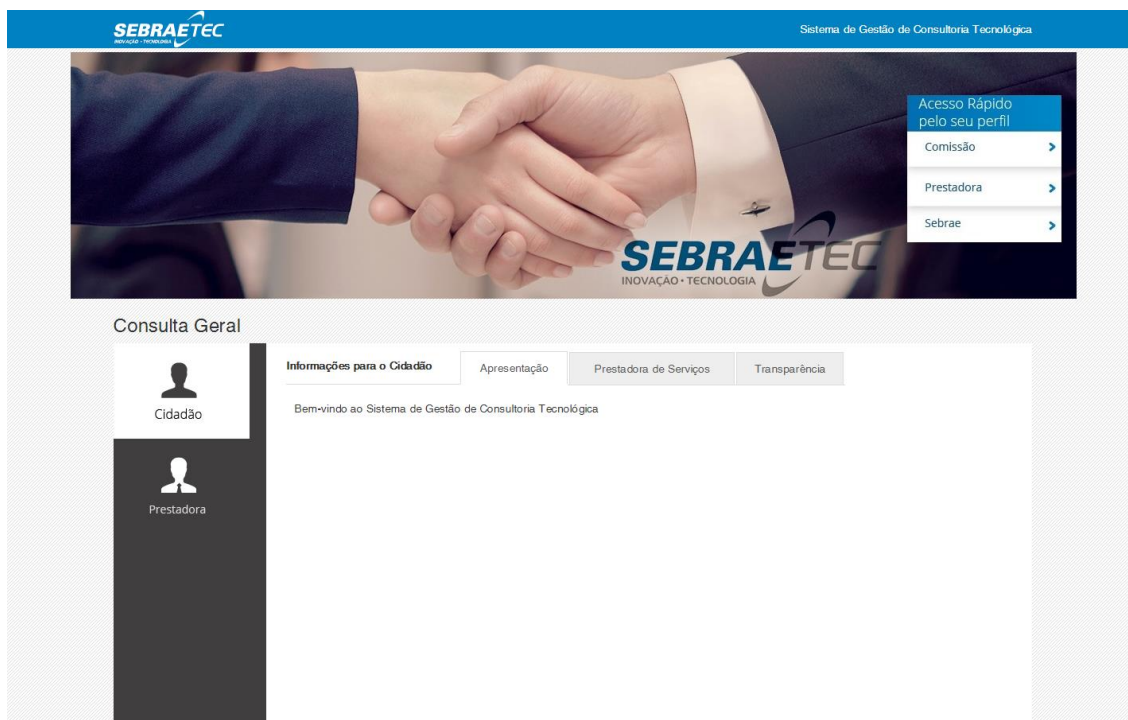 SEBRAETEC
INOVAÇÃO - TECNOLOGIA
Sistema de Gestão de Consultoria Tecnológica
Acesso Rápido
pelo seu perfil
Comissão
Prestadora
Sebrae
SEBRAETEC
INOVAÇÃO • TECNOLOGIA
Consulta Geral
Cidadão
Prestadora
Informações para o Cidadão
Apresentação
Prestadora de Serviços
Transparência
Bem-vindo ao Sistema de Gestão de Consultoria Tecnológica